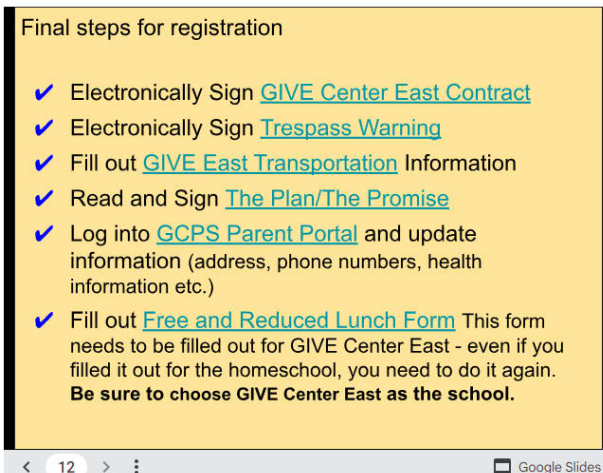 Final steps for registration
✔ Electronically Sign GIVE Center East Contract
✔ Electronically Sign Trespass Warning
✔ Fill out GIVE East Transportation Information
✔ Read and Sign The Plan/The Promise
✔ Log into GCPS Parent Portal and update
information (address, phone numbers, health
information etc.)
✔ Fill out Free and Reduced Lunch Form This form
needs to be filled out for GIVE Center East - even if you
filled it out for the homeschool, you need to do it again.
Be sure to choose GIVE Center East as the school.
12
Google Slides